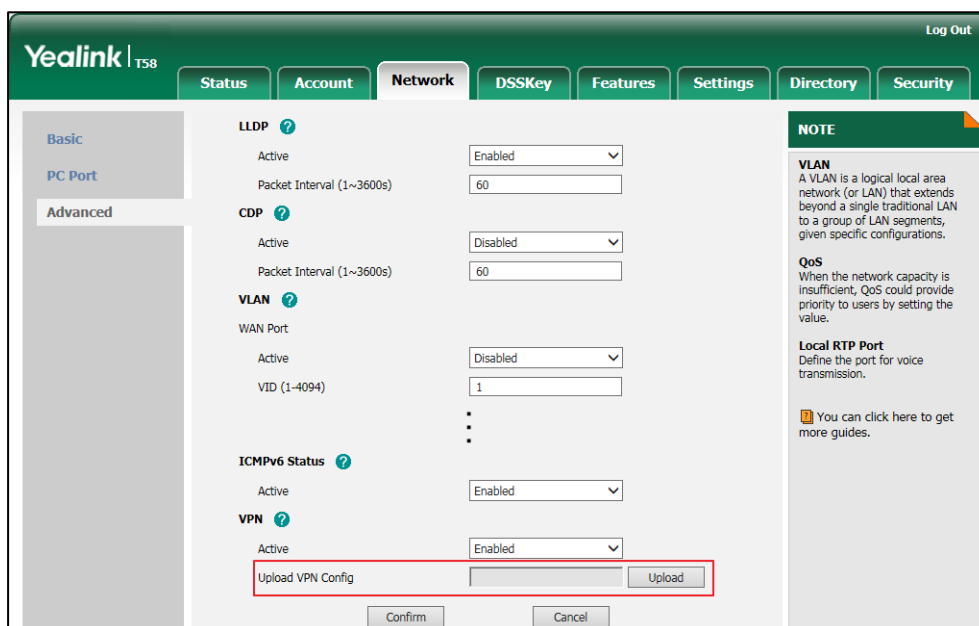 Log Out
Yealink T58
Status Account Network DSSKey Features Settings Directory Security
Basic
PC Port
Advanced
LLDP ?
Active Enabled
Packet Interval (1~3600s) 60
CDP ?
Active Disabled
Packet Interval (1~3600s) 60
VLAN ?
WAN Port
Active Disabled
VID (1-4094) 1
ICMPv6 Status ?
Active Enabled
VPN ?
Active Enabled
Upload VPN Config Upload
Confirm Cancel
NOTE
VLAN
A VLAN is a logical local area
network (or LAN) that extends
beyond a single traditional LAN
to a group of LAN segments,
given specific configurations.
QoS
When the network capacity is
insufficient, QoS could provide
priority to users by setting the
value.
Local RTP Port
Define the port for voice
transmission.
? You can click here to get
more guides.